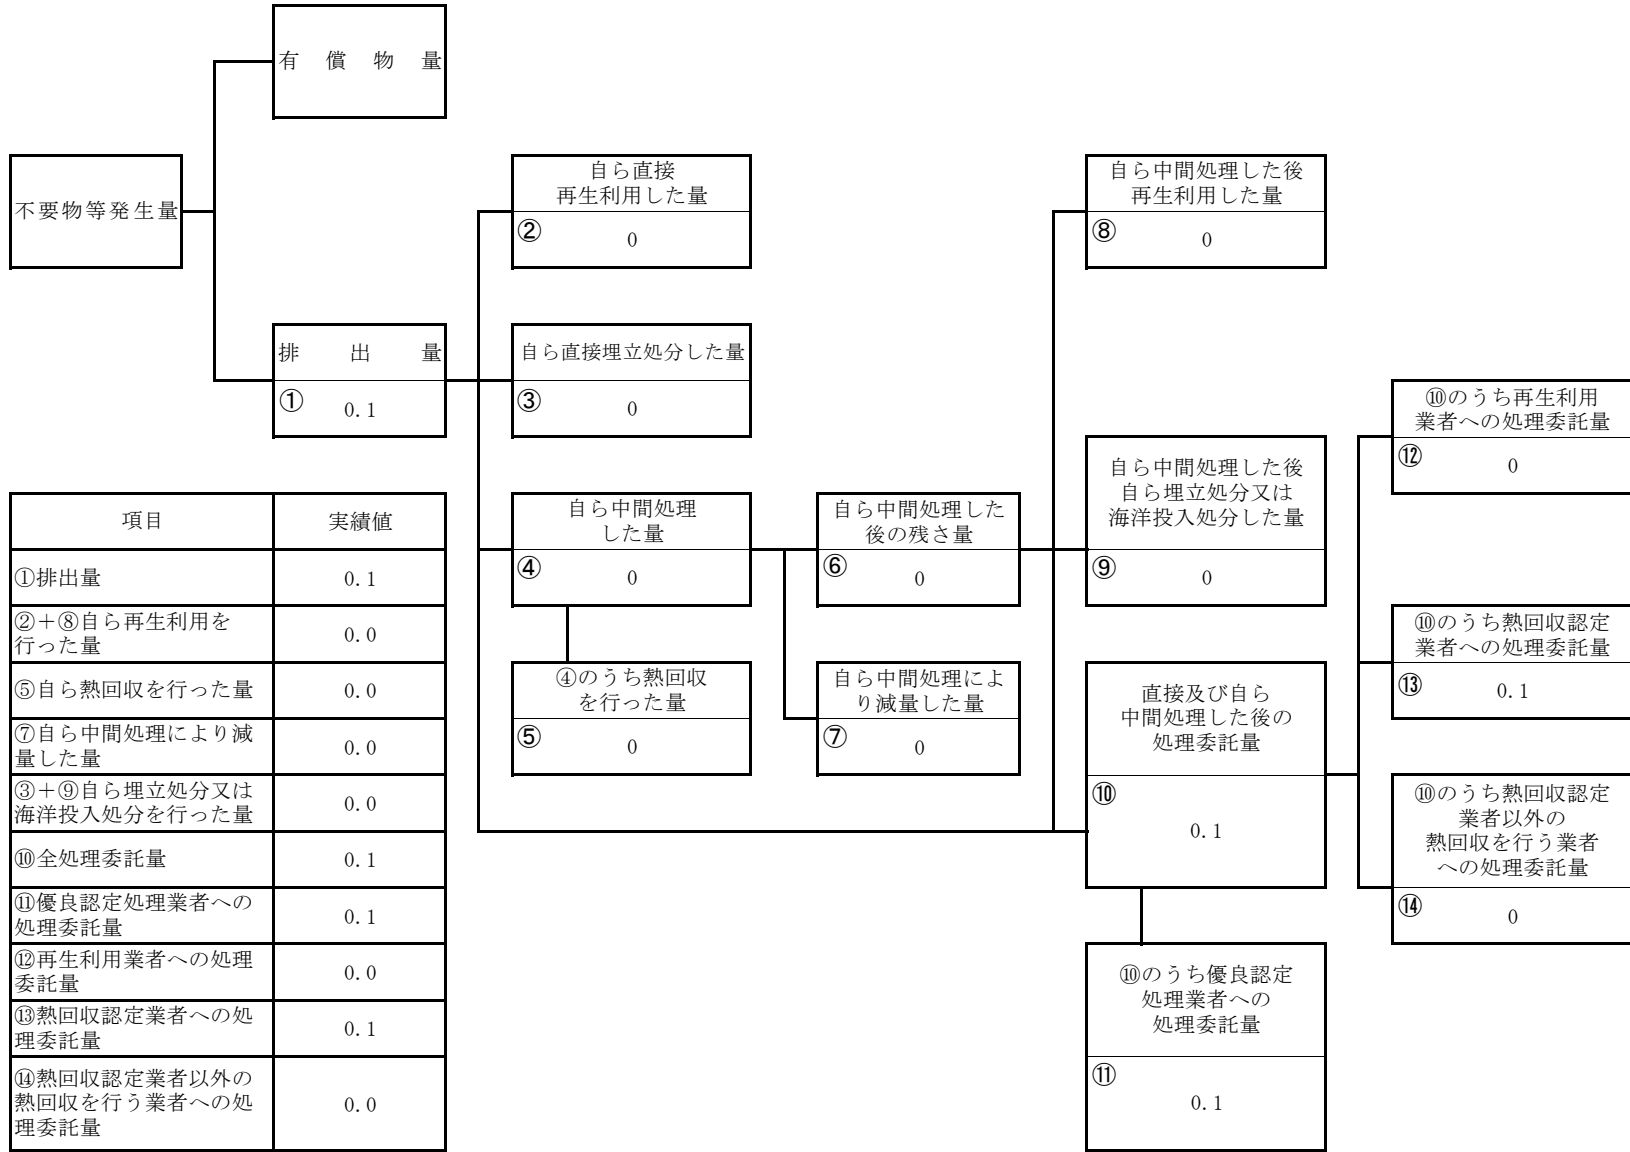 有償物量
不要物等発生量
排出量
① 0.1
自ら直接
再生利用した量
② 0
自ら直接埋立処分した量
③ 0
自ら中間処理
した量
④ 0
④のうち熱回収
を行った量
⑤ 0
自ら中間処理した
後の残さ量
⑥ 0
自ら中間処理によ
り減量した量
⑦ 0
自ら中間処理した後
再生利用した量
⑧ 0
自ら中間処理した後
自ら埋立処分又は
海洋投入処分した量
⑨ 0
直接及び自ら
中間処理した後の
処理委託量
⑩
0.1
⑩のうち優良認定
処理業者への
処理委託量
⑪
0.1
⑩のうち再生利用
業者への処理委託量
⑫ 0
⑩のうち熱回収認定
業者への処理委託量
⑬ 0.1
⑩のうち熱回収認定
業者以外の
熱回収を行う業者
への処理委託量
⑭ 0
項目 実績値
①排出量 0.1
②＋⑧自ら再生利用を
行った量 0.0
⑤自ら熱回収を行った量 0.0
⑦自ら中間処理により減
量した量 0.0
③＋⑨自ら埋立処分又は
海洋投入処分を行った量 0.0
⑩全処理委託量 0.1
⑪優良認定処理業者への
処理委託量 0.1
⑫再生利用業者への処理
委託量 0.0
⑬熱回収認定業者への処
理委託量 0.1
⑭熱回収認定業者以外の
熱回収を行う業者への処
理委託量 0.0